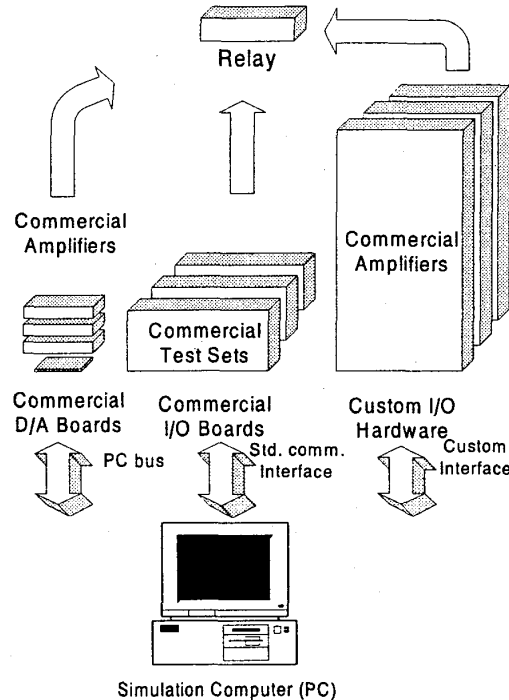 Relay
Commercial
Amplifiers
Commercial
Amplifiers
Commercial
Test Sets
Commercial
D/A Boards
Commercial
I/O Boards
Custom I/O
Hardware
PC bus
Std. comm.
Interface
Custom
Interface
Simulation Computer (PC)